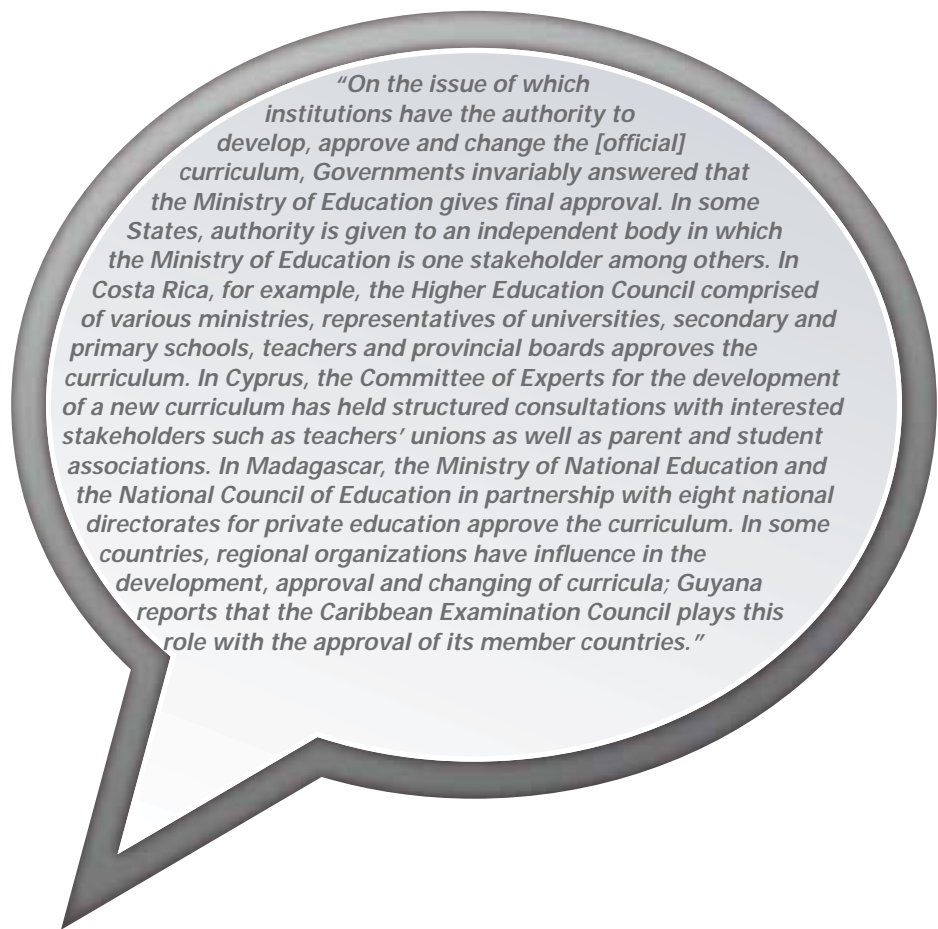 “On the issue of which
institutions have the authority to
develop, approve and change the [official]
curriculum, Governments invariably answered that
the Ministry of Education gives final approval. In some
States, authority is given to an independent body in which
the Ministry of Education is one stakeholder among others. In
Costa Rica, for example, the Higher Education Council comprised
of various ministries, representatives of universities, secondary and
primary schools, teachers and provincial boards approves the
curriculum. In Cyprus, the Committee of Experts for the development
of a new curriculum has held structured consultations with interested
stakeholders such as teachers’ unions as well as parent and student
associations. In Madagascar, the Ministry of National Education and
the National Council of Education in partnership with eight national
directorates for private education approve the curriculum. In some
countries, regional organizations have influence in the
development, approval and changing of curricula; Guyana
reports that the Caribbean Examination Council plays this
role with the approval of its member countries.”